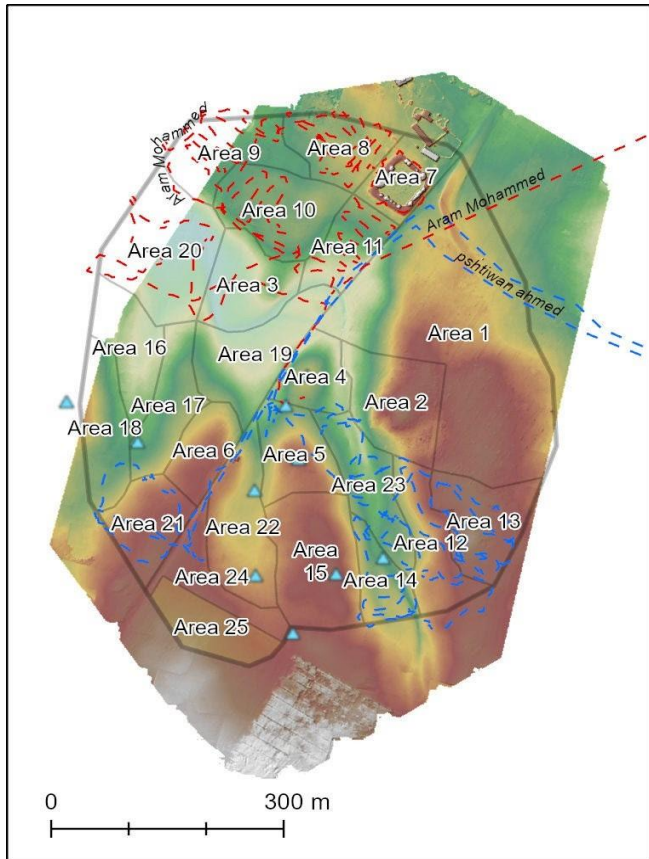 Aram Mohammed
Area 9
Area 8
Area 7
Area 10
Aram Mohammed
Area 11
Area 20
Area 3
pshtiwan ahmed
Area 1
Area 16
Area 19
Area 4
Area 2
Area 17
Area 18
Area 6
Area 5
Area 23
Area 21
Area 22
Area 13
Area 12
Area
15
Area 24
Area 14
Area 25
0
300 m